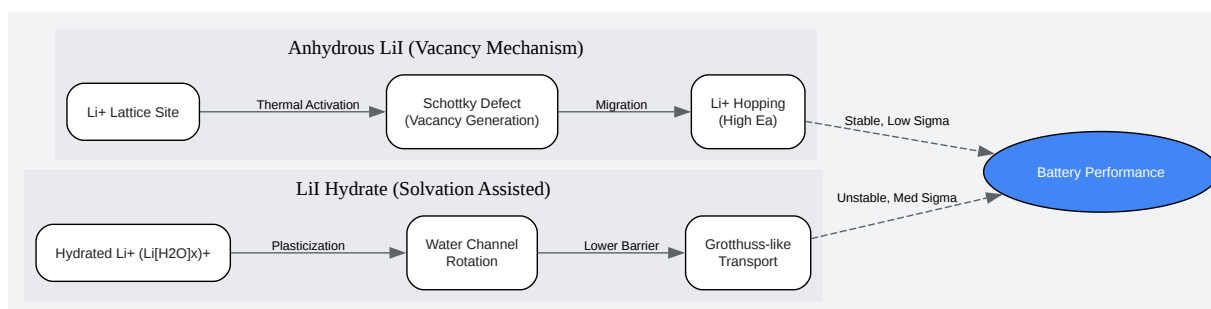 Anhydrous LiI (Vacancy Mechanism)
Li+ Lattice Site
Thermal Activation
Schottky Defect
(Vacancy Generation)
Migration
Li+ Hopping
(High Ea)
Stable, Low Sigma
Battery Performance
LiI Hydrate (Solvation Assisted)
Hydrated Li+ (Li[H2O]x)+
Plasticization
Water Channel
Rotation
Lower Barrier
Grotthuss-like
Transport
Unstable, Med Sigma